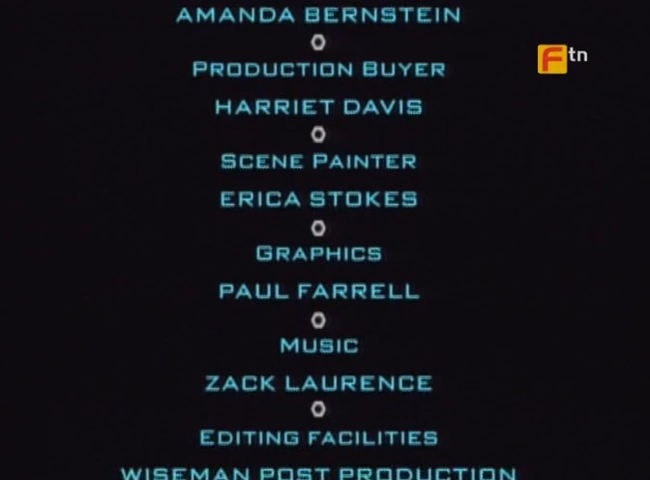 AMANDA BERNSTEIN
Ftn
PRODUCTION BUYER
HARRIET DAVIS
SCENE PAINTER
ERICA STOKES
GRAPHICS
PAUL FARRELL
MUSIC
ZACK LAURENCE
EDITING FACILITIES
WISEMAN POST PRODUCTION